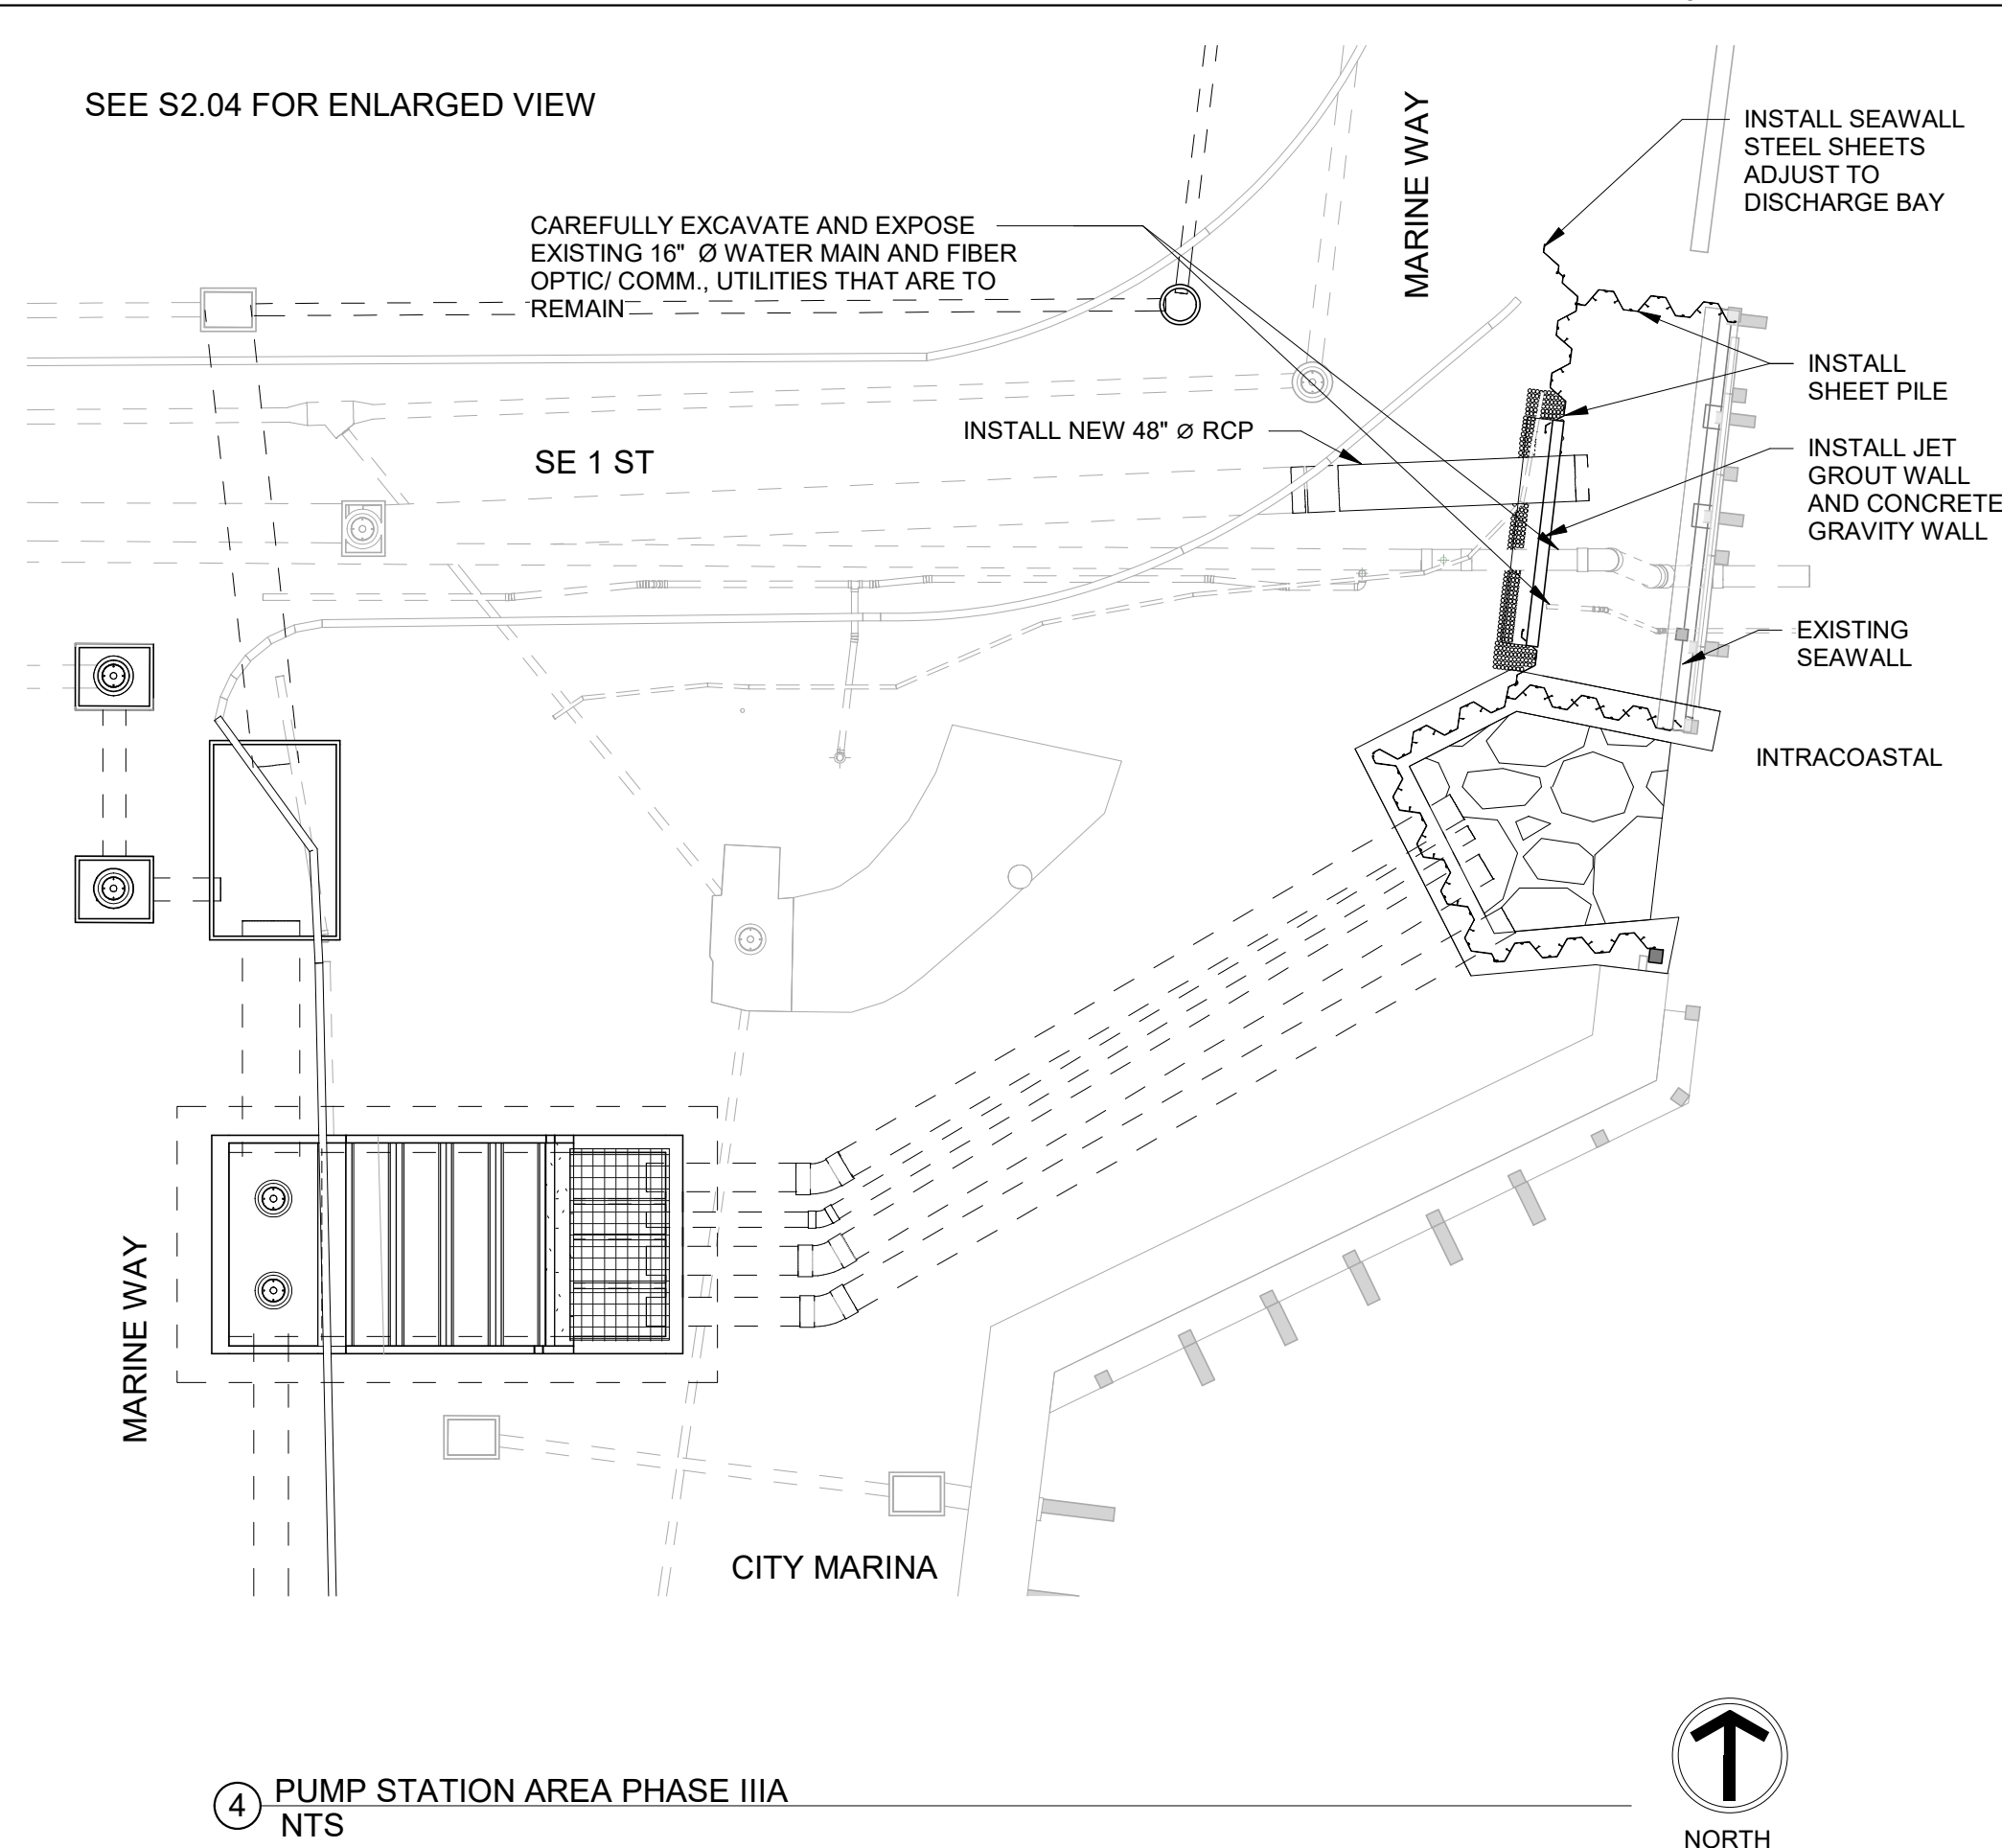 SEE S2.04 FOR ENLARGED VIEW
MARINE WAY
INSTALL SEAWALL
STEEL SHEETS
ADJUST TO
DISCHARGE BAY
CAREFULLY EXCAVATE AND EXPOSE
EXISTING 16" Ø WATER MAIN AND FIBER
OPTIC/ COMM., UTILITIES THAT ARE TO
REMAIN
INSTALL
SHEET PILE
INSTALL NEW 48" Ø RCP
SE 1 ST
INSTALL JET
GROUT WALL
AND CONCRETE
GRAVITY WALL
EXISTING
SEAWALL
INTRACOASTAL
MARINE WAY
CITY MARINA
4 PUMP STATION AREA PHASE IIIA
NTS
NORTH